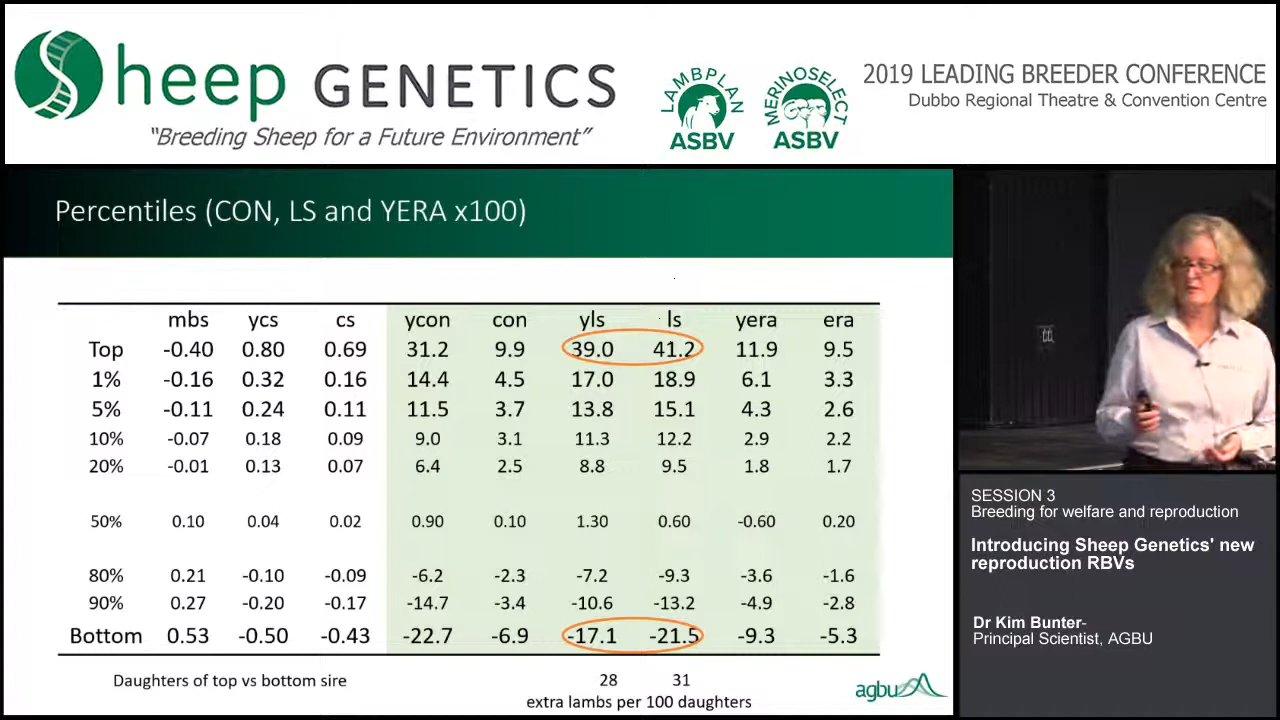 Sheep GENETICS
"Breeding Sheep for a Future Environment"
LAMBPLAN
ASBV
MERINOSELECT
ASBV
2019 LEADING BREEDER CONFERENCE
Dubbo Regional Theatre & Convention Centre
Percentiles (CON, LS and YERA x100)
mbs ycs cs ycon con yls ls yera era
Top -0.40 0.80 0.69 31.2 9.9 39.0 41.2 11.9 9.5
1% -0.16 0.32 0.16 14.4 4.5 17.0 18.9 6.1 3.3
5% -0.11 0.24 0.11 11.5 3.7 13.8 15.1 4.3 2.6
10% -0.07 0.18 0.09 9.0 3.1 11.3 12.2 2.9 2.2
20% -0.01 0.13 0.07 6.4 2.5 8.8 9.5 1.8 1.7
50% 0.10 0.04 0.02 0.90 0.10 1.30 0.60 -0.60 0.20
80% 0.21 -0.10 -0.09 -6.2 -2.3 -7.2 -9.3 -3.6 -1.6
90% 0.27 -0.20 -0.17 -14.7 -3.4 -10.6 -13.2 -4.9 -2.8
Bottom 0.53 -0.50 -0.43 -22.7 -6.9 -17.1 -21.5 -9.3 -5.3
Daughters of top vs bottom sire 28 31
extra lambs per 100 daughters
agbu
SESSION 3
Breeding for welfare and reproduction
Introducing Sheep Genetics' new
reproduction RBVs
Dr Kim Bunter-
Principal Scientist, AGBU